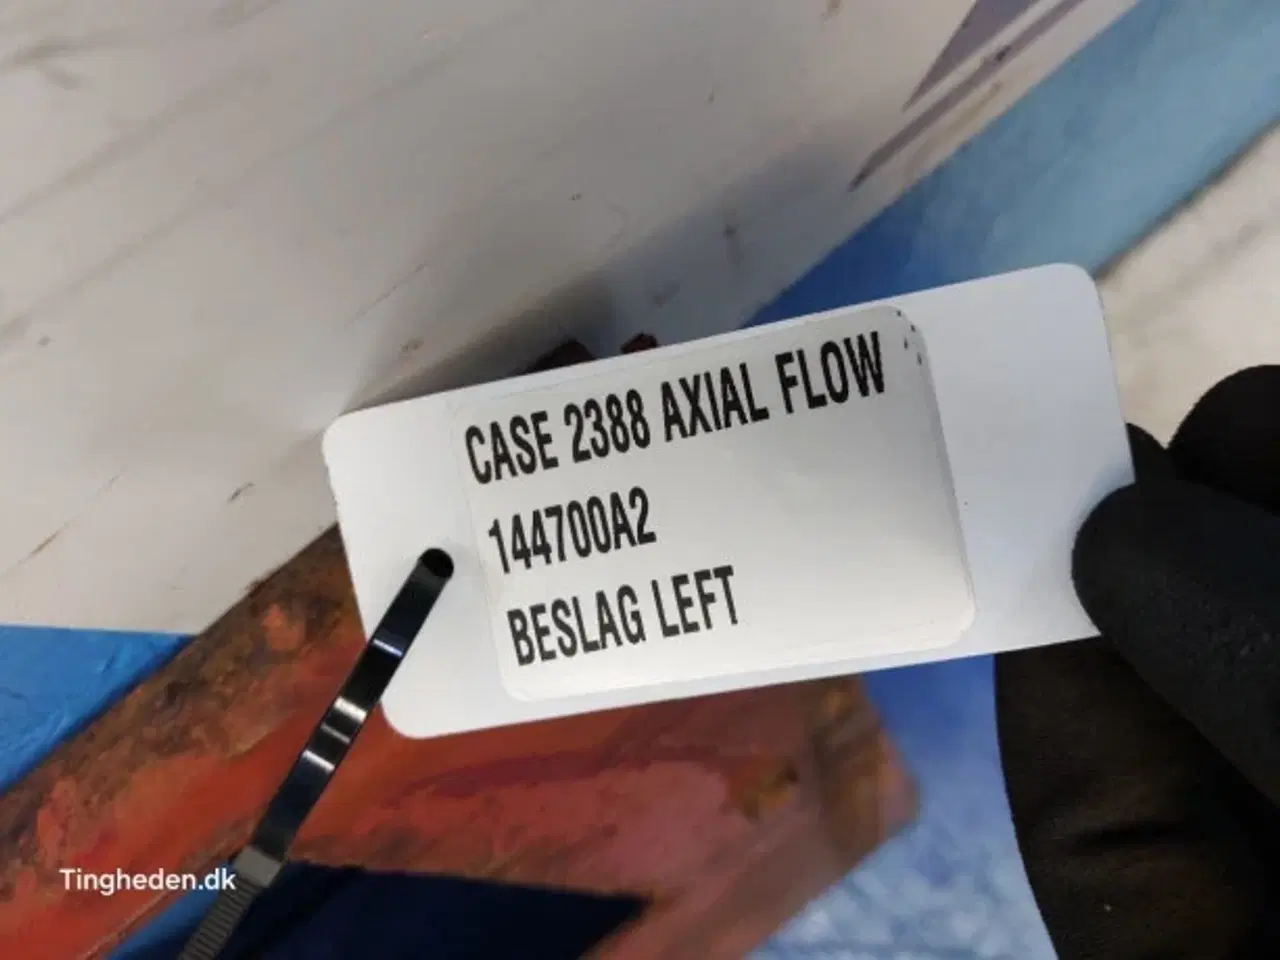 CASE 2388 AXIAL FLOW
144700A2
BESLAG LEFT
Tingheden.dk